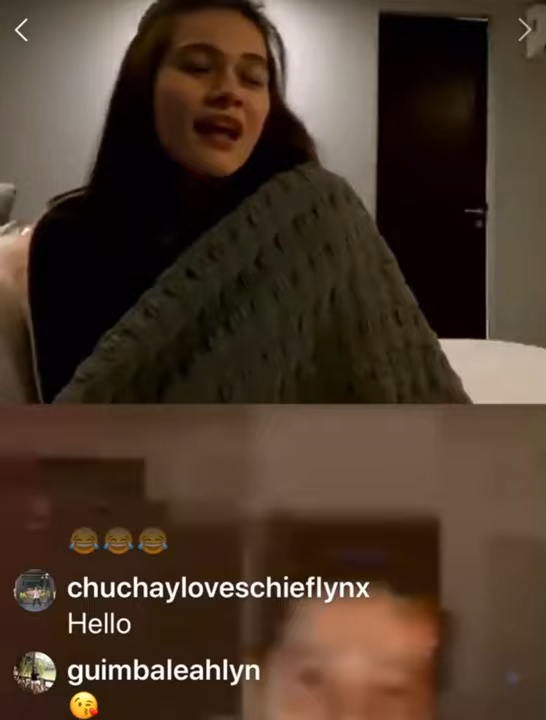 😂😂😂
chuchayloveschieflynx
Hello
guimbaleahlyn
😘